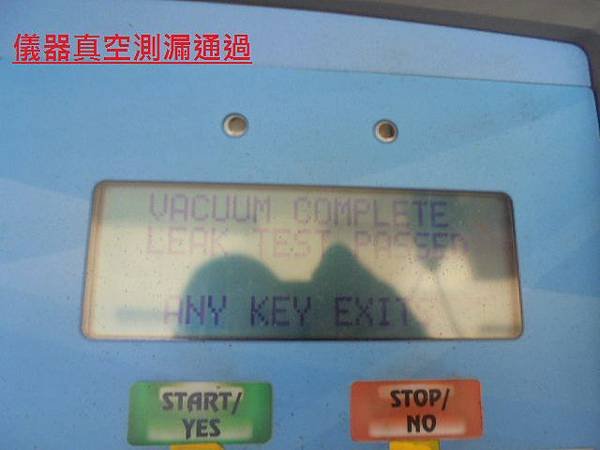 儀器真空測漏通過
VACUUM COMPLETE
LEAK TEST PASSED
ANY KEY EXITS
START/
YES
STOP/
NO